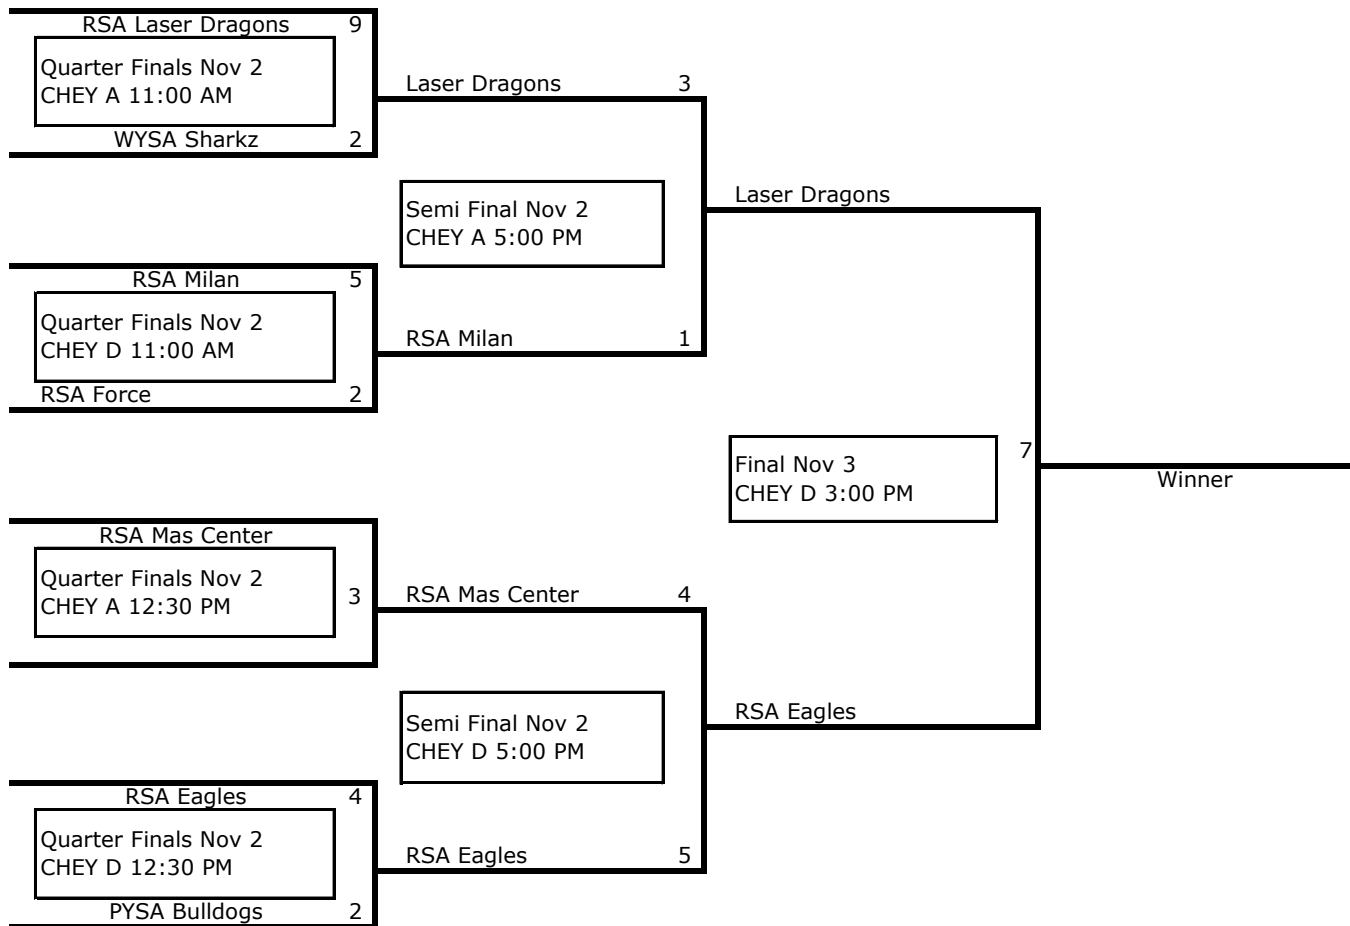 RSA Laser Dragons 9
Quarter Finals Nov 2
CHEY A 11:00 AM
WYSA Sharkz 2
Laser Dragons 3
Semi Final Nov 2
CHEY A 5:00 PM
Laser Dragons
RSA Milan 5
Quarter Finals Nov 2
CHEY D 11:00 AM
RSA Force 2
RSA Milan 1
Final Nov 3
CHEY D 3:00 PM
7
Winner
RSA Mas Center
Quarter Finals Nov 2
CHEY A 12:30 PM
3
RSA Mas Center 4
Semi Final Nov 2
CHEY D 5:00 PM
RSA Eagles
RSA Eagles 4
Quarter Finals Nov 2
CHEY D 12:30 PM
PYSA Bulldogs 2
RSA Eagles 5